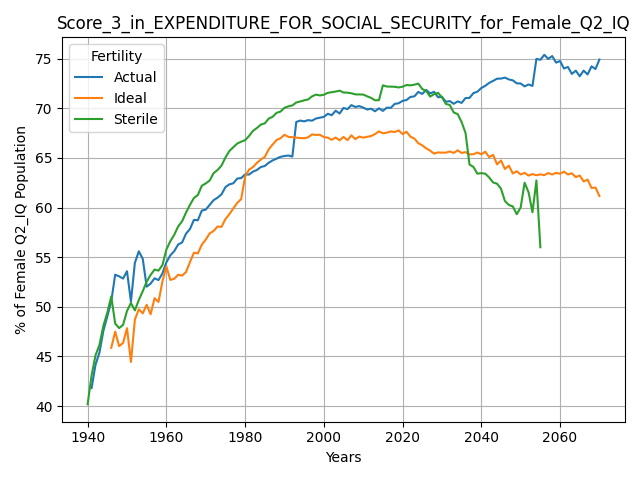 Score_3_in_EXPENDITURE_FOR_SOCIAL_SECURITY_for_Female_Q2_IQ
Fertility
Actual
Ideal
Sterile
% of Female Q2_IQ Population
75
70
65
60
55
50
45
40
1940 1960 1980 2000 2020 2040 2060
Years